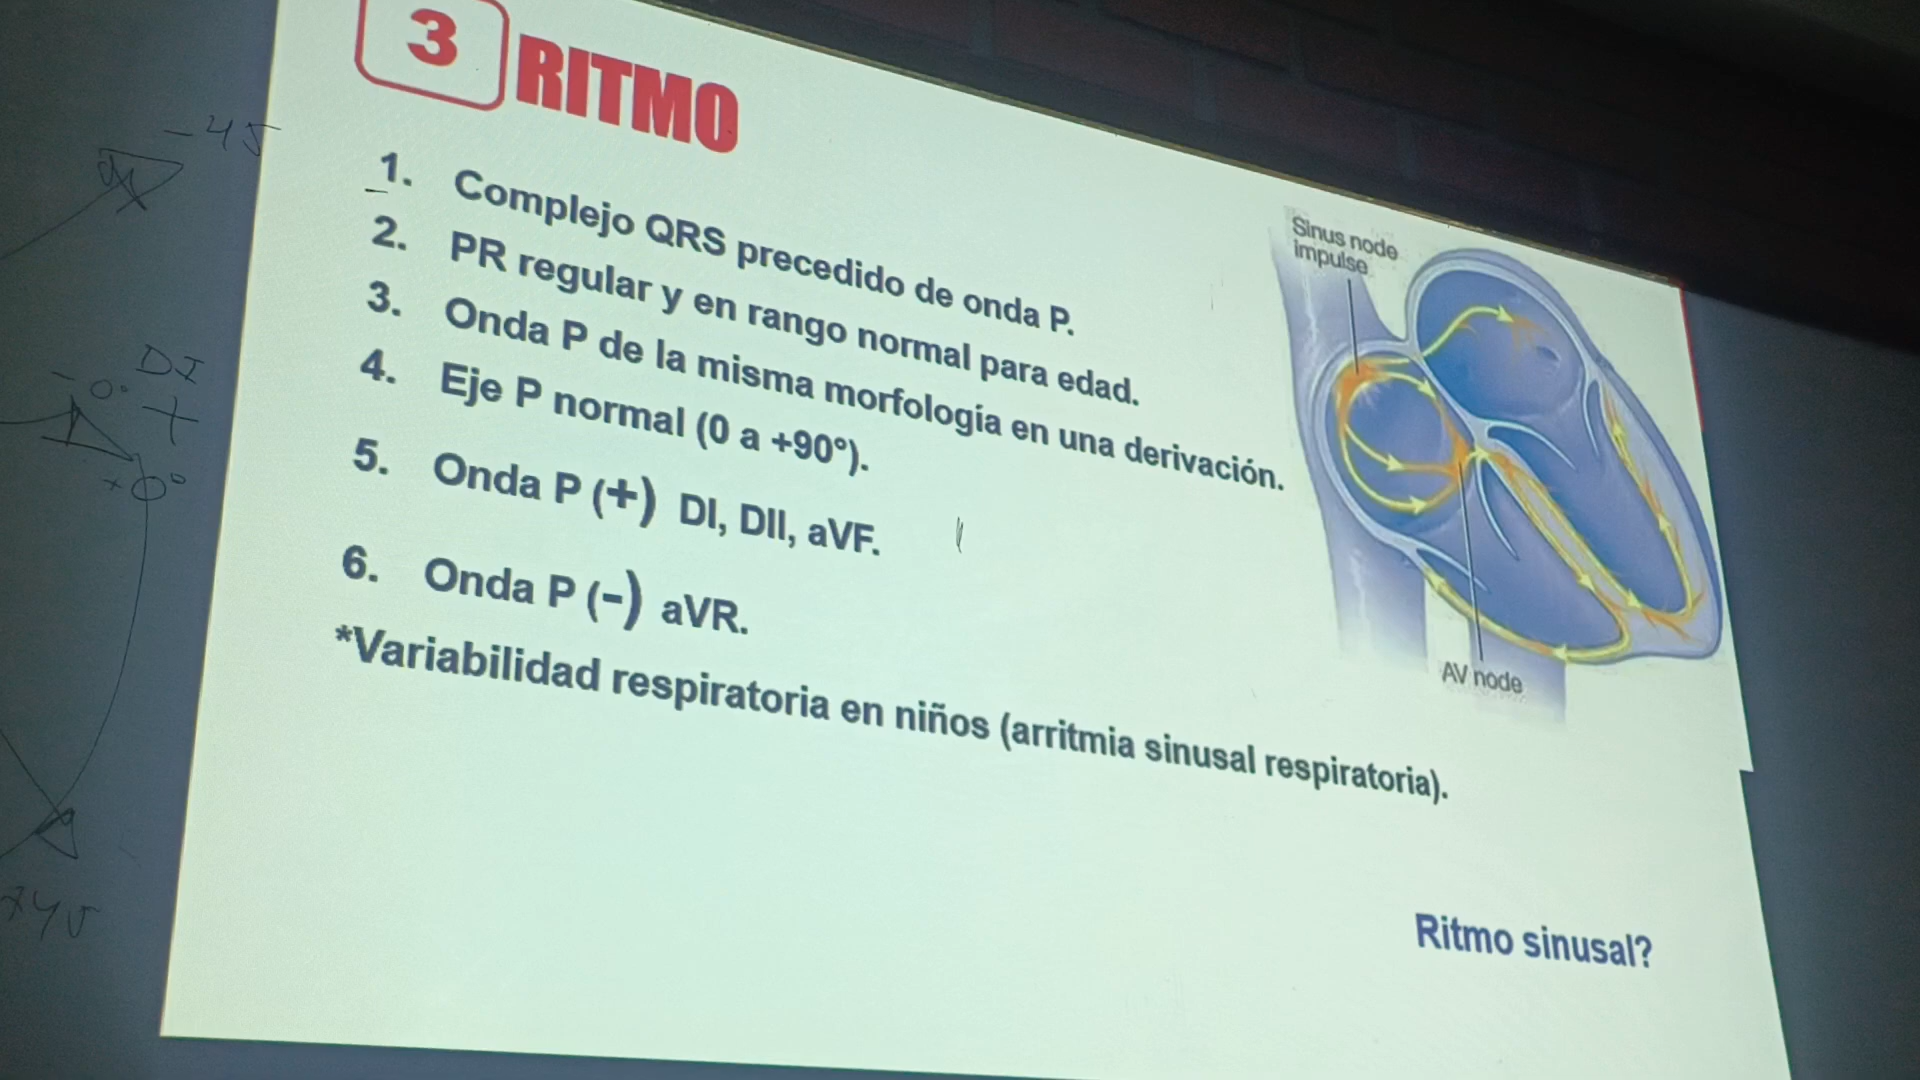 3 RITMO
1. Complejo QRS precedido de onda P.
2. PR regular y en rango normal para edad.
3. Onda P de la misma morfología en una derivación.
4. Eje P normal (0 a +90°).
5. Onda P (+) DI, DII, aVF.
6. Onda P (-) aVR.
*Variabilidad respiratoria en niños (arritmia sinusal respiratoria).
Ritmo sinusal?
Sinus node
impulse
AV node
-45
DI
- 0° +
+0°